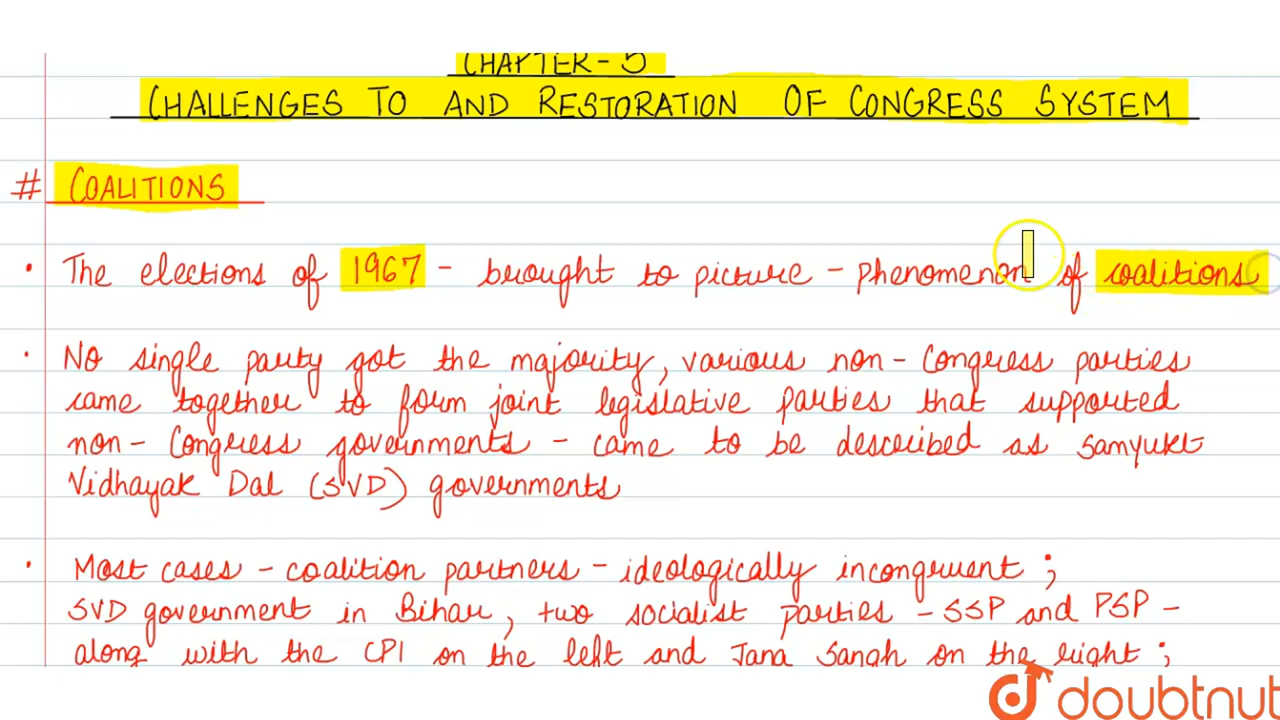 CHAPTER - 5
CHALLENGES TO AND RESTORATION OF CONGRESS SYSTEM
# COALITIONS
• The elections of 1967 - brought to picture - phenomenon of coalitions
• No single party got the majority, various non - Congress parties
came together to form joint legislative parties that supported
non - Congress governments - came to be described as Samyukt
Vidhayak Dal (SVD) governments
• Most cases - coalition partners - ideologically incongruent ;
SVD government in Bihar, two socialist parties - SSP and PSP -
along with the CPI on the left and Jana Sangh on the right ;
doubtnut